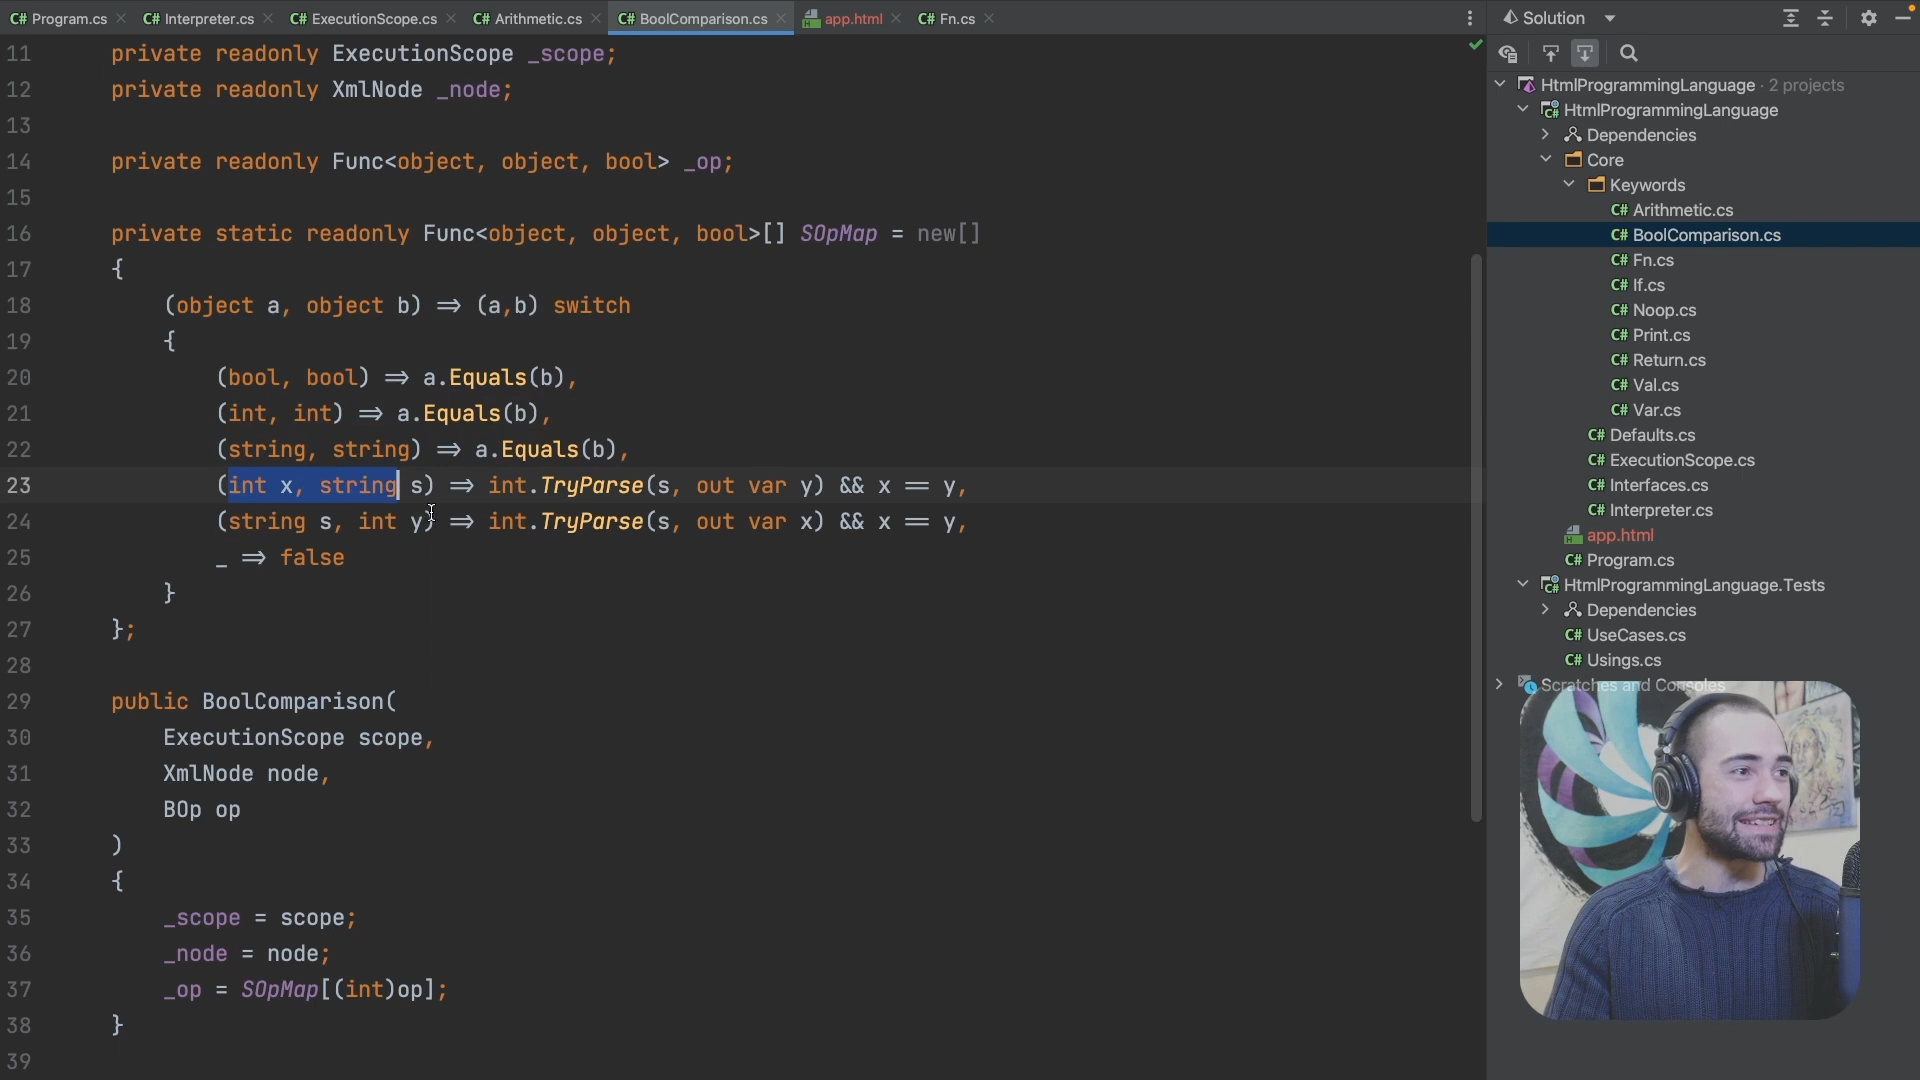 C# Program.cs C# Interpreter.cs C# ExecutionScope.cs C# Arithmetic.cs C# BoolComparison.cs app.html C# Fn.cs
11 private readonly ExecutionScope _scope;
12 private readonly XmlNode _node;
13
14 private readonly Func<object, object, bool> _op;
15
16 private static readonly Func<object, object, bool>[] SOpMap = new[]
17 {
18 (object a, object b) => (a,b) switch
19 {
20 (bool, bool) => a.Equals(b),
21 (int, int) => a.Equals(b),
22 (string, string) => a.Equals(b),
23 (int x, string s) => int.TryParse(s, out var y) && x == y,
24 (string s, int y) => int.TryParse(s, out var x) && x == y,
25 _ => false
26 }
27 };
28
29 public BoolComparison(
30 ExecutionScope scope,
31 XmlNode node,
32 BOp op
33 )
34 {
35 _scope = scope;
36 _node = node;
37 _op = SOpMap[(int)op];
38 }
39
Solution
HtmlProgrammingLanguage · 2 projects
C# HtmlProgrammingLanguage
Dependencies
Core
Keywords
C# Arithmetic.cs
C# BoolComparison.cs
C# Fn.cs
C# If.cs
C# Noop.cs
C# Print.cs
C# Return.cs
C# Val.cs
C# Var.cs
C# Defaults.cs
C# ExecutionScope.cs
C# Interfaces.cs
C# Interpreter.cs
app.html
C# Program.cs
C# HtmlProgrammingLanguage.Tests
Dependencies
C# UseCases.cs
C# Usings.cs
Scratches and Consoles